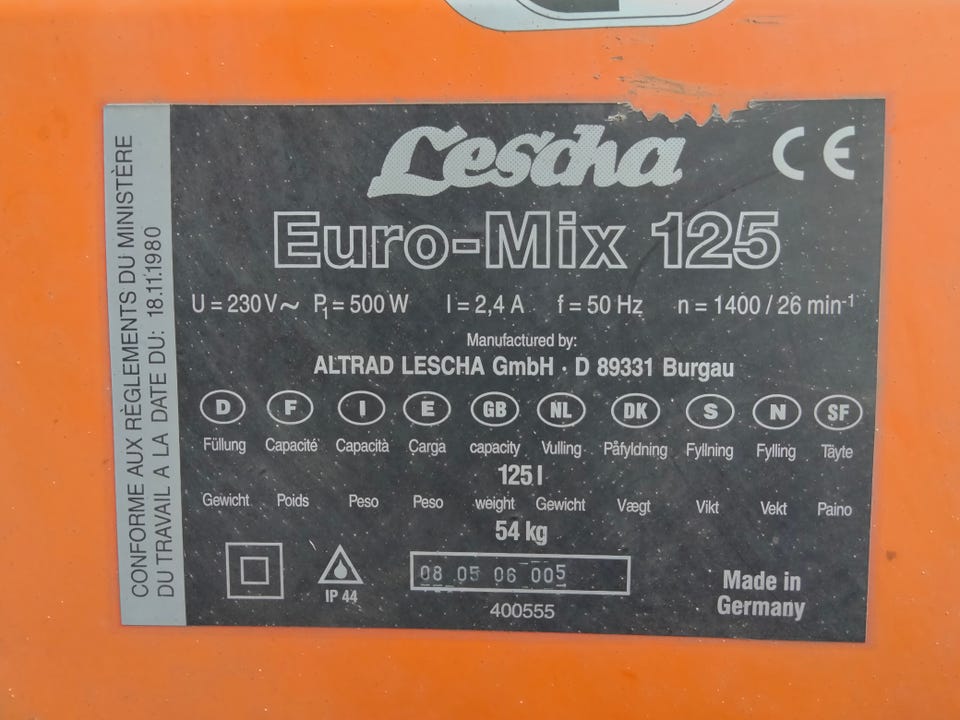 CONFORME AUX RÈGLEMENTS DU MINISTÈRE
DU TRAVAIL A LA DATE DU: 18.11.1980
Lescha
CE
Euro-Mix 125
U = 230 V ~ P1 = 500 W I = 2,4 A f = 50 Hz n = 1400 / 26 min-1
Manufactured by:
ALTRAD LESCHA GmbH · D 89331 Burgau
D F I E GB NL DK S N SF
Füllung Capacité Capacità Carga capacity Vulling Påfyldning Fyllning Fylling Täyte
125 l
Gewicht Poids Peso Peso weight Gewicht Vægt Vikt Vekt Paino
54 kg
IP 44
08 05 06 005
400555
Made in
Germany